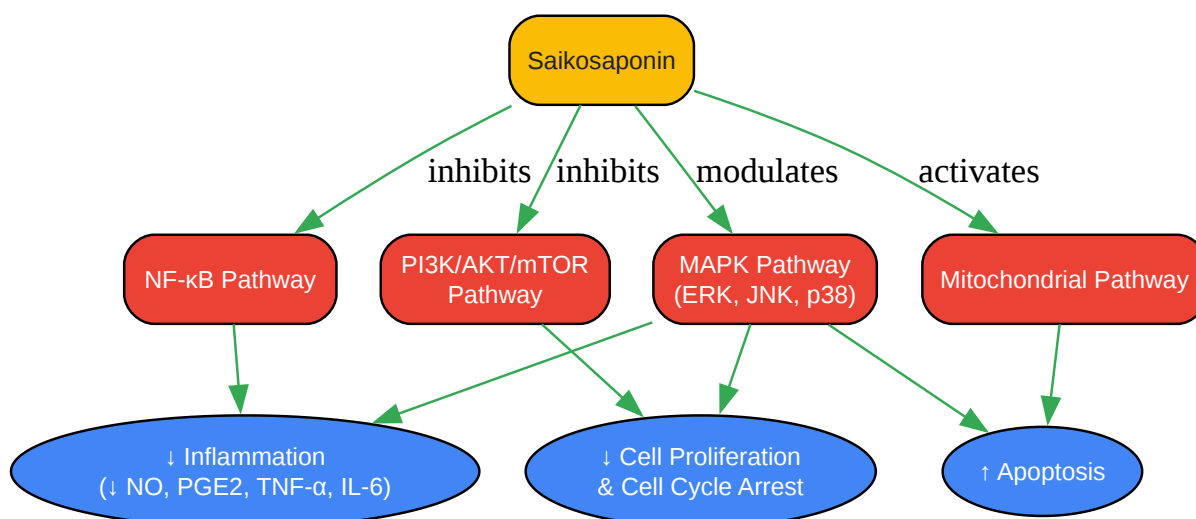 Saikosaponin
inhibits
inhibits
modulates
activates
NF-κB Pathway
PI3K/AKT/mTOR
Pathway
MAPK Pathway
(ERK, JNK, p38)
Mitochondrial Pathway
↓ Inflammation
(↓ NO, PGE2, TNF-α, IL-6)
↓ Cell Proliferation
& Cell Cycle Arrest
↑ Apoptosis